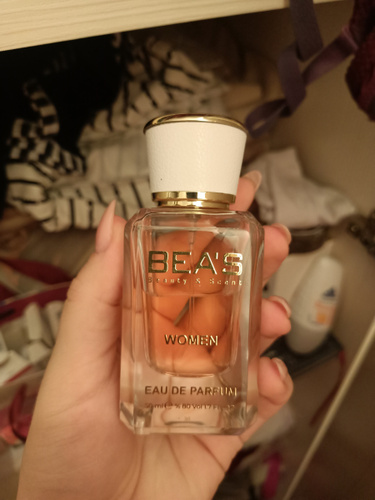 BEA'S
Beauty & Scent
WOMEN
EAU DE PARFUM